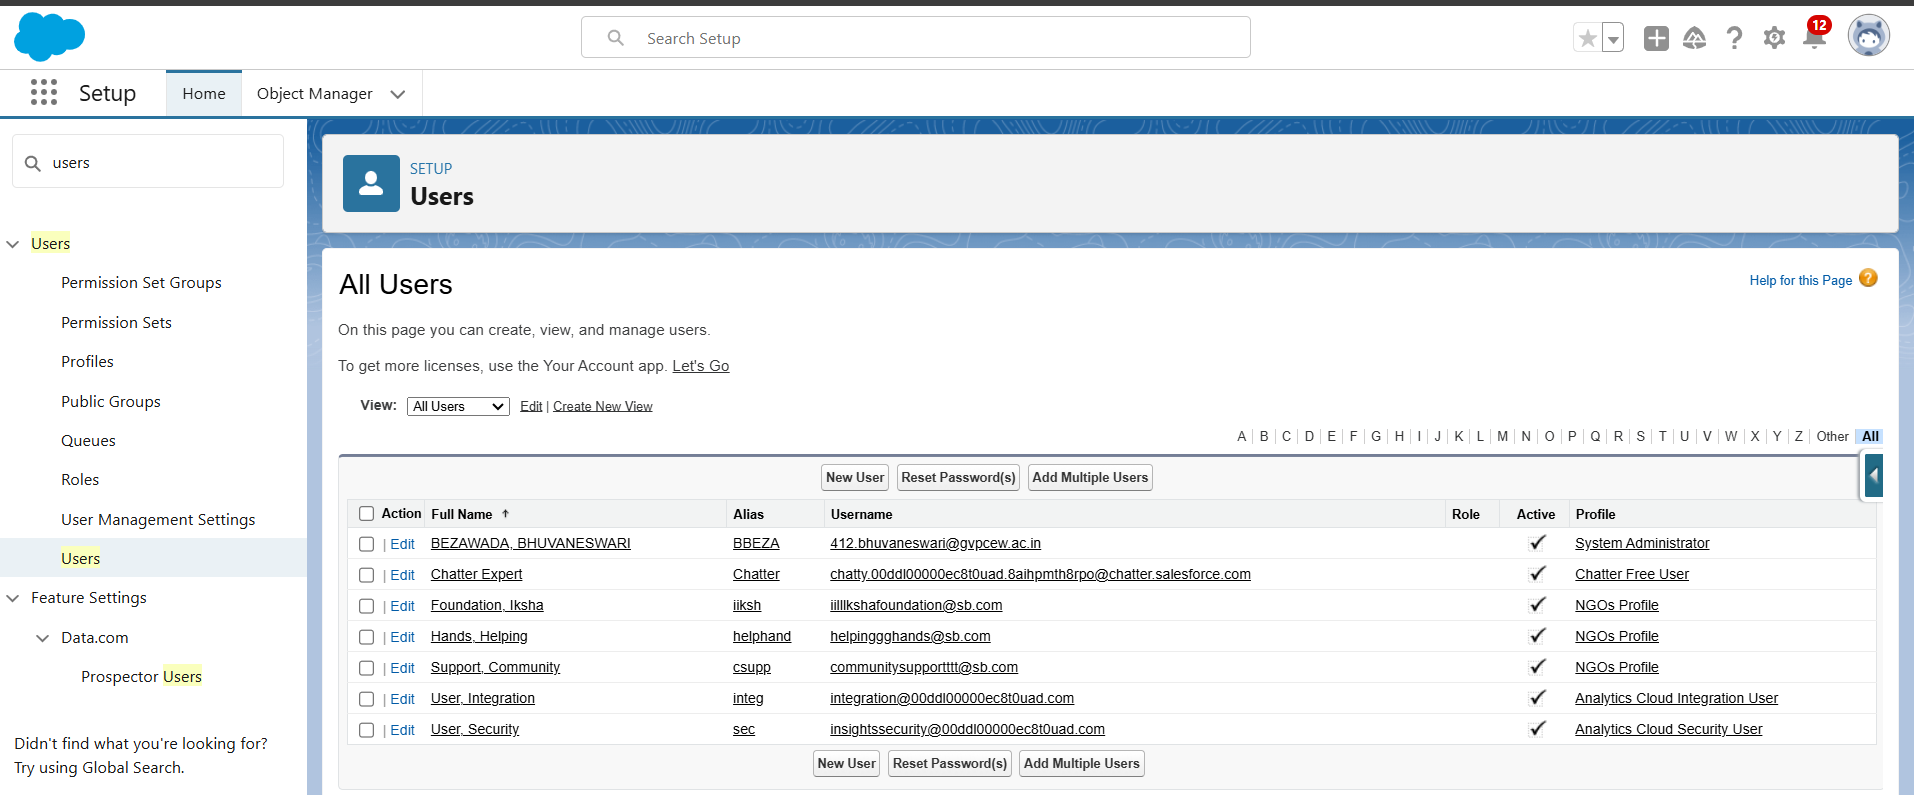 Search Setup
12
Setup
Home
Object Manager
users
Users
Permission Set Groups
Permission Sets
Profiles
Public Groups
Queues
Roles
User Management Settings
Users
Feature Settings
Data.com
Prospector Users
Didn't find what you're looking for?
Try using Global Search.
SETUP
Users
All Users
Help for this Page ?
On this page you can create, view, and manage users.
To get more licenses, use the Your Account app. Let's Go
View: All Users Edit | Create New View
A | B | C | D | E | F | G | H | I | J | K | L | M | N | O | P | Q | R | S | T | U | V | W | X | Y | Z | Other | All
New User Reset Password(s) Add Multiple Users
Action Full Name ↑ Alias Username Role Active Profile
| Edit BEZAWADA, BHUVANESWARI BBEZA 412.bhuvaneswari@gvpcew.ac.in ✓ System Administrator
| Edit Chatter Expert Chatter chatty.00ddl00000ec8t0uad.8aihpmth8rpo@chatter.salesforce.com ✓ Chatter Free User
| Edit Foundation, Iksha iiksh iilllkshafoundation@sb.com ✓ NGOs Profile
| Edit Hands, Helping helphand helpinggghands@sb.com ✓ NGOs Profile
| Edit Support, Community csupp communitysupportttt@sb.com ✓ NGOs Profile
| Edit User, Integration integ integration@00ddl00000ec8t0uad.com ✓ Analytics Cloud Integration User
| Edit User, Security sec insightssecurity@00ddl00000ec8t0uad.com ✓ Analytics Cloud Security User
New User Reset Password(s) Add Multiple Users